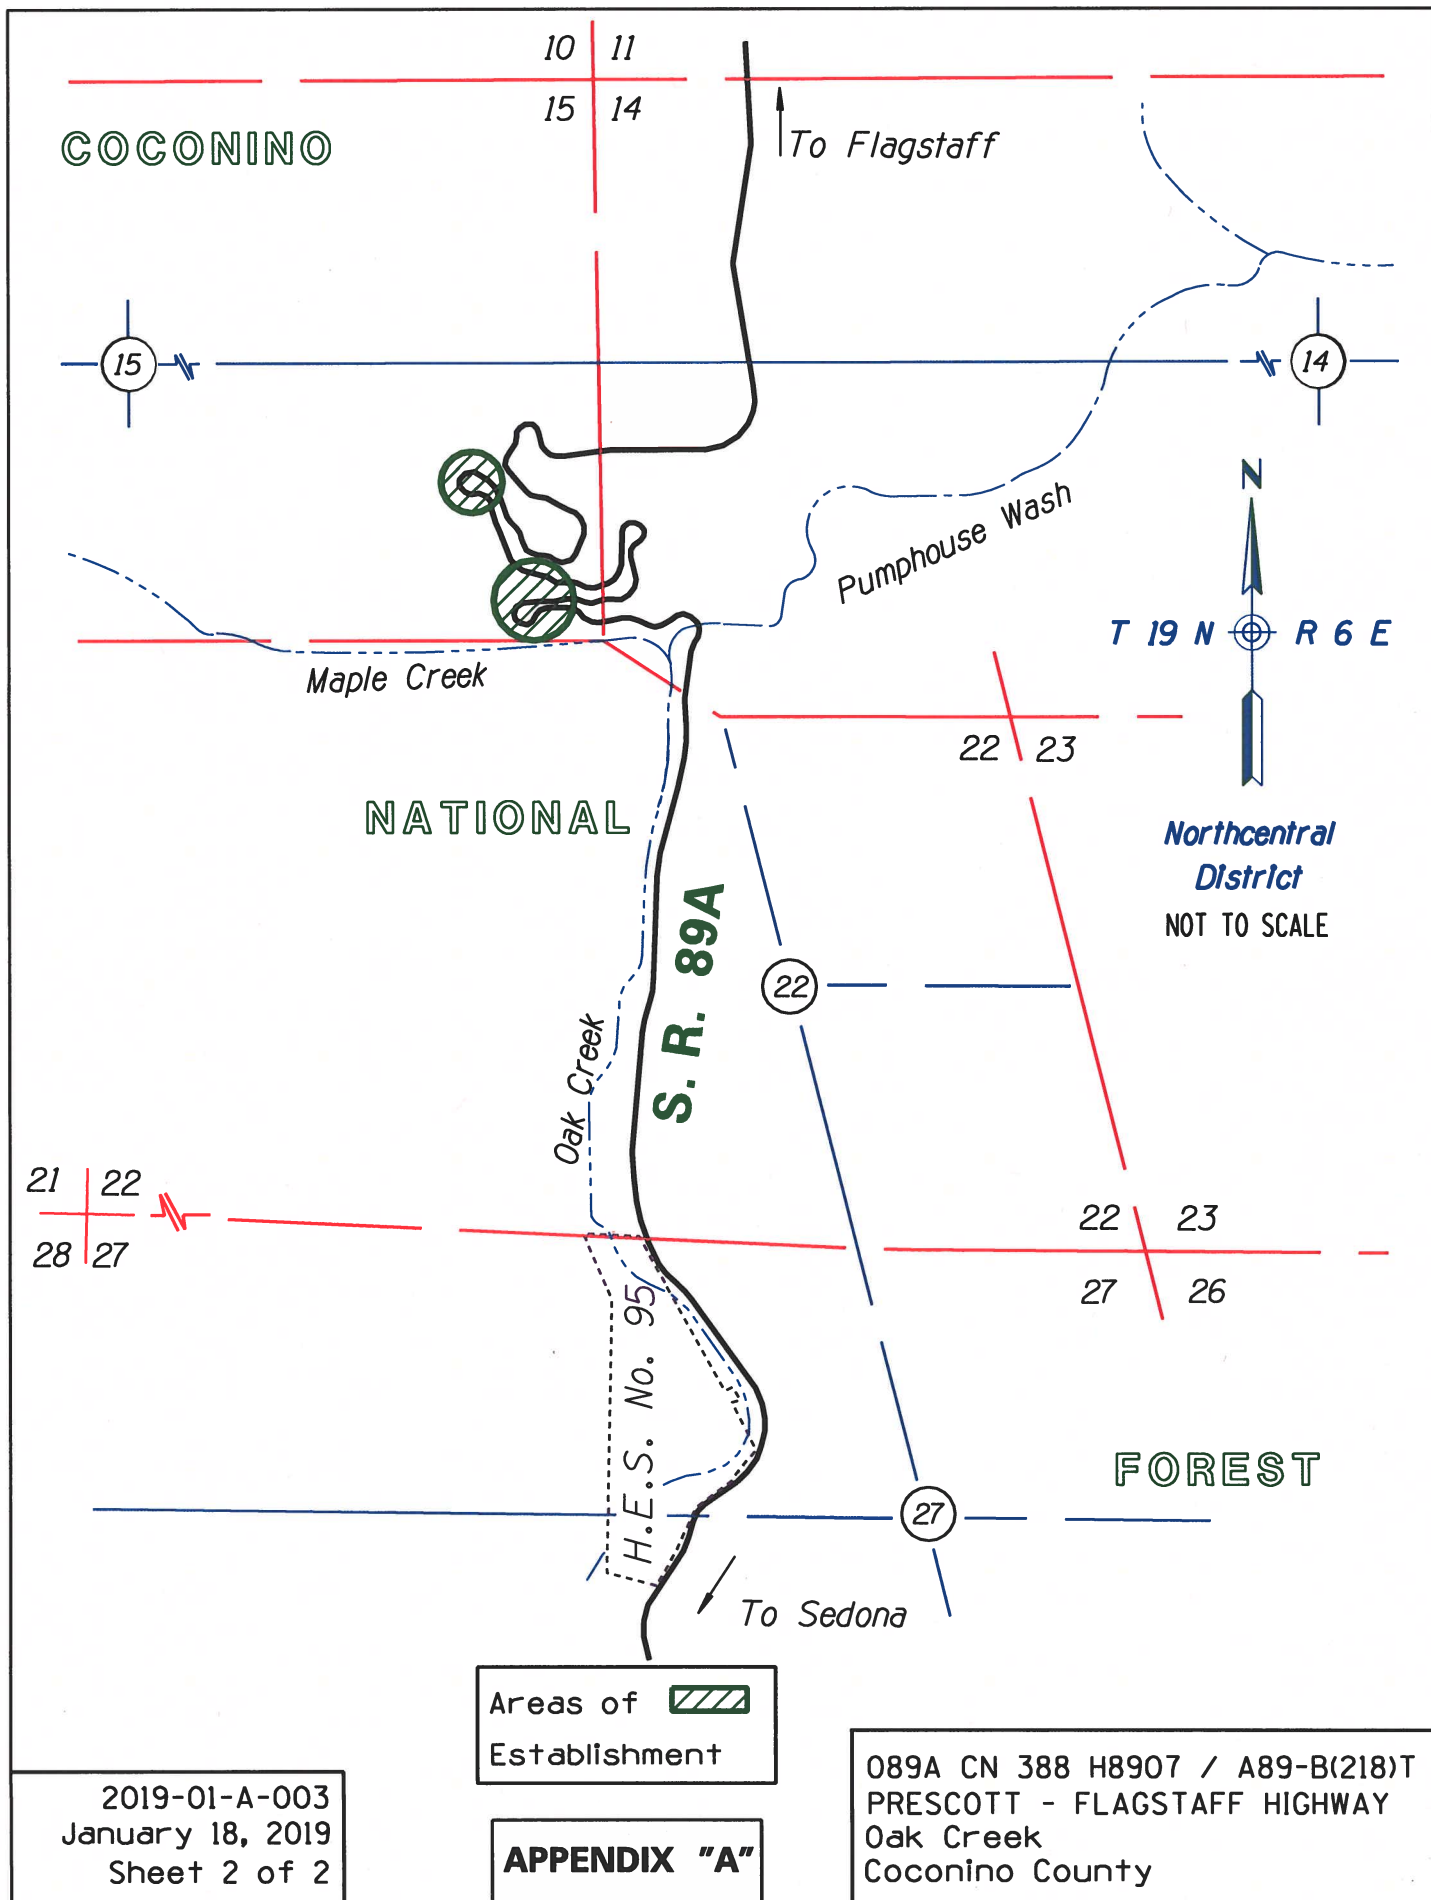 10 11
15 14
COCONINO
To Flagstaff
15
14
N
Pumphouse Wash
T 19 N R 6 E
Maple Creek
22 23
NATIONAL
Northcentral
District
NOT TO SCALE
S. R. 89A
22
Oak Creek
21 22
28 27
22 23
27 26
H.E.S. No. 95
FOREST
27
To Sedona
Areas of
Establishment
2019-01-A-003
January 18, 2019
Sheet 2 of 2
APPENDIX "A"
089A CN 388 H8907 / A89-B(218)T
PRESCOTT - FLAGSTAFF HIGHWAY
Oak Creek
Coconino County